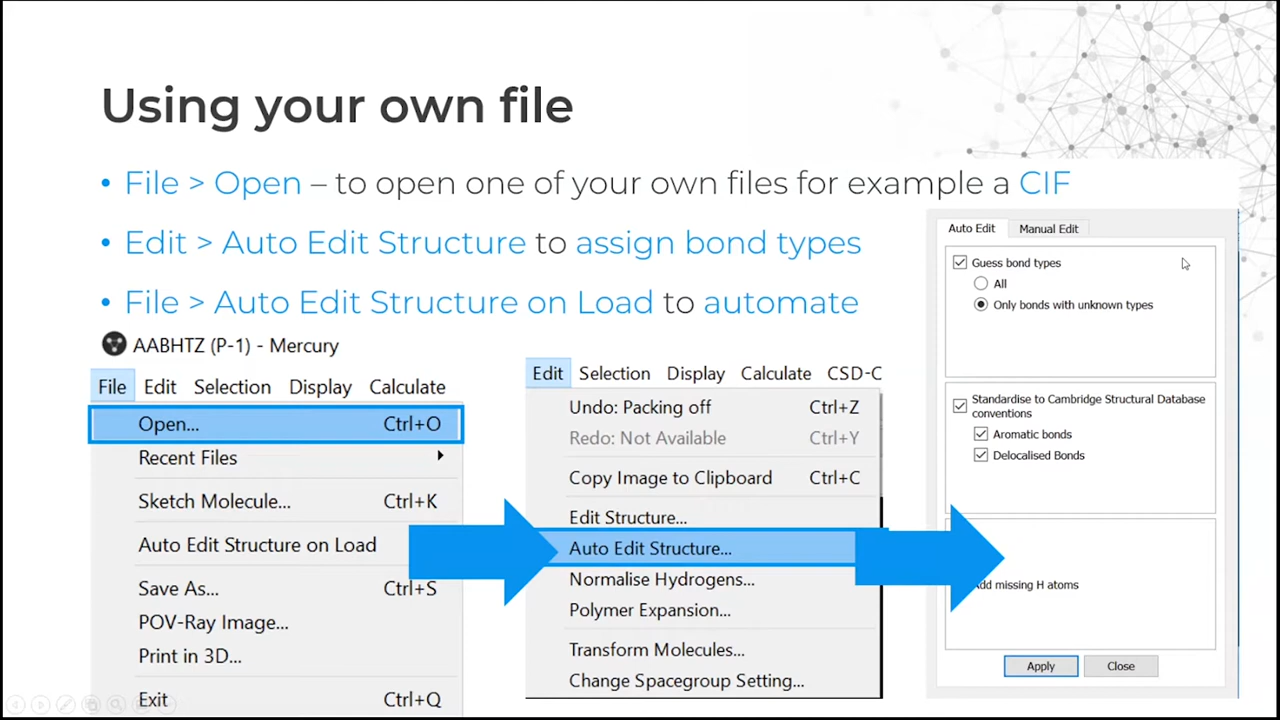 Using your own file
• File > Open – to open one of your own files for example a CIF
• Edit > Auto Edit Structure to assign bond types
• File > Auto Edit Structure on Load to automate
AABHTZ (P-1) - Mercury
File Edit Selection Display Calculate
Open... Ctrl+O
Recent Files
Sketch Molecule... Ctrl+K
Auto Edit Structure on Load
Save As... Ctrl+S
POV-Ray Image...
Print in 3D...
Exit Ctrl+Q
Edit Selection Display Calculate CSD-C
Undo: Packing off Ctrl+Z
Redo: Not Available Ctrl+Y
Copy Image to Clipboard Ctrl+C
Edit Structure...
Auto Edit Structure...
Normalise Hydrogens...
Polymer Expansion...
Transform Molecules...
Change Spacegroup Setting...
Auto Edit Manual Edit
Guess bond types
All
Only bonds with unknown types
Standardise to Cambridge Structural Database
conventions
Aromatic bonds
Delocalised Bonds
missing H atoms
Apply Close